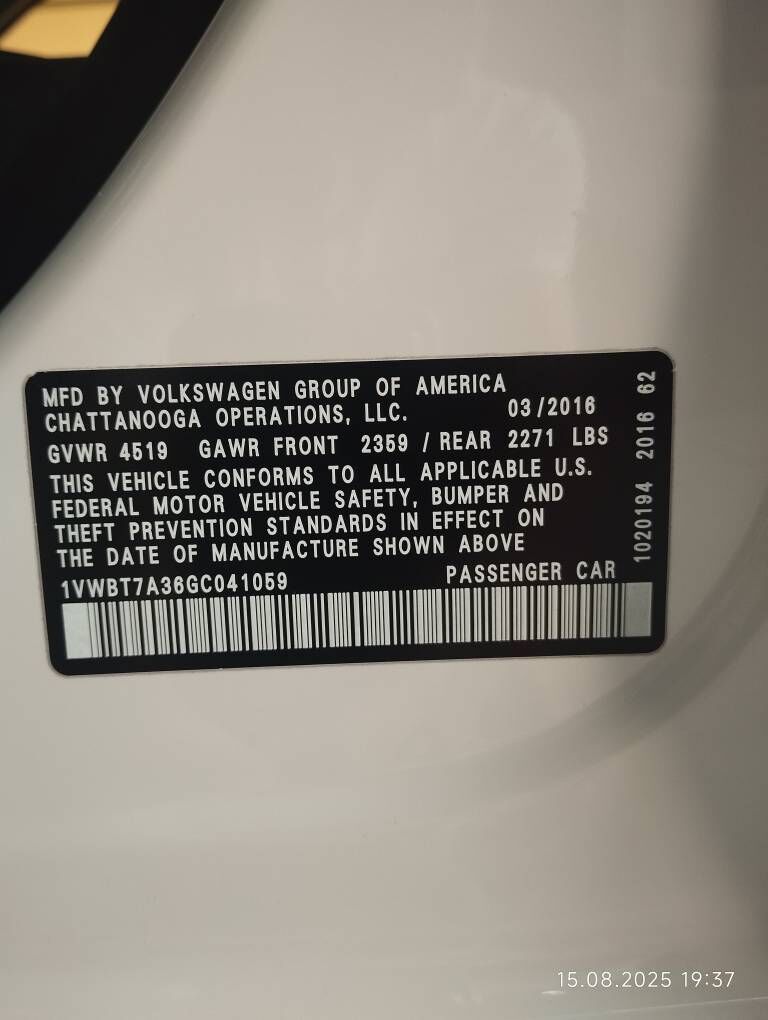 MFD BY VOLKSWAGEN GROUP OF AMERICA
CHATTANOOGA OPERATIONS, LLC. 03/2016
GVWR 4519 GAWR FRONT 2359 / REAR 2271 LBS
THIS VEHICLE CONFORMS TO ALL APPLICABLE U.S.
FEDERAL MOTOR VEHICLE SAFETY, BUMPER AND
THEFT PREVENTION STANDARDS IN EFFECT ON
THE DATE OF MANUFACTURE SHOWN ABOVE
1VWBT7A36GC041059 PASSENGER CAR
1020194 2016 62
15.08.2025 19:37